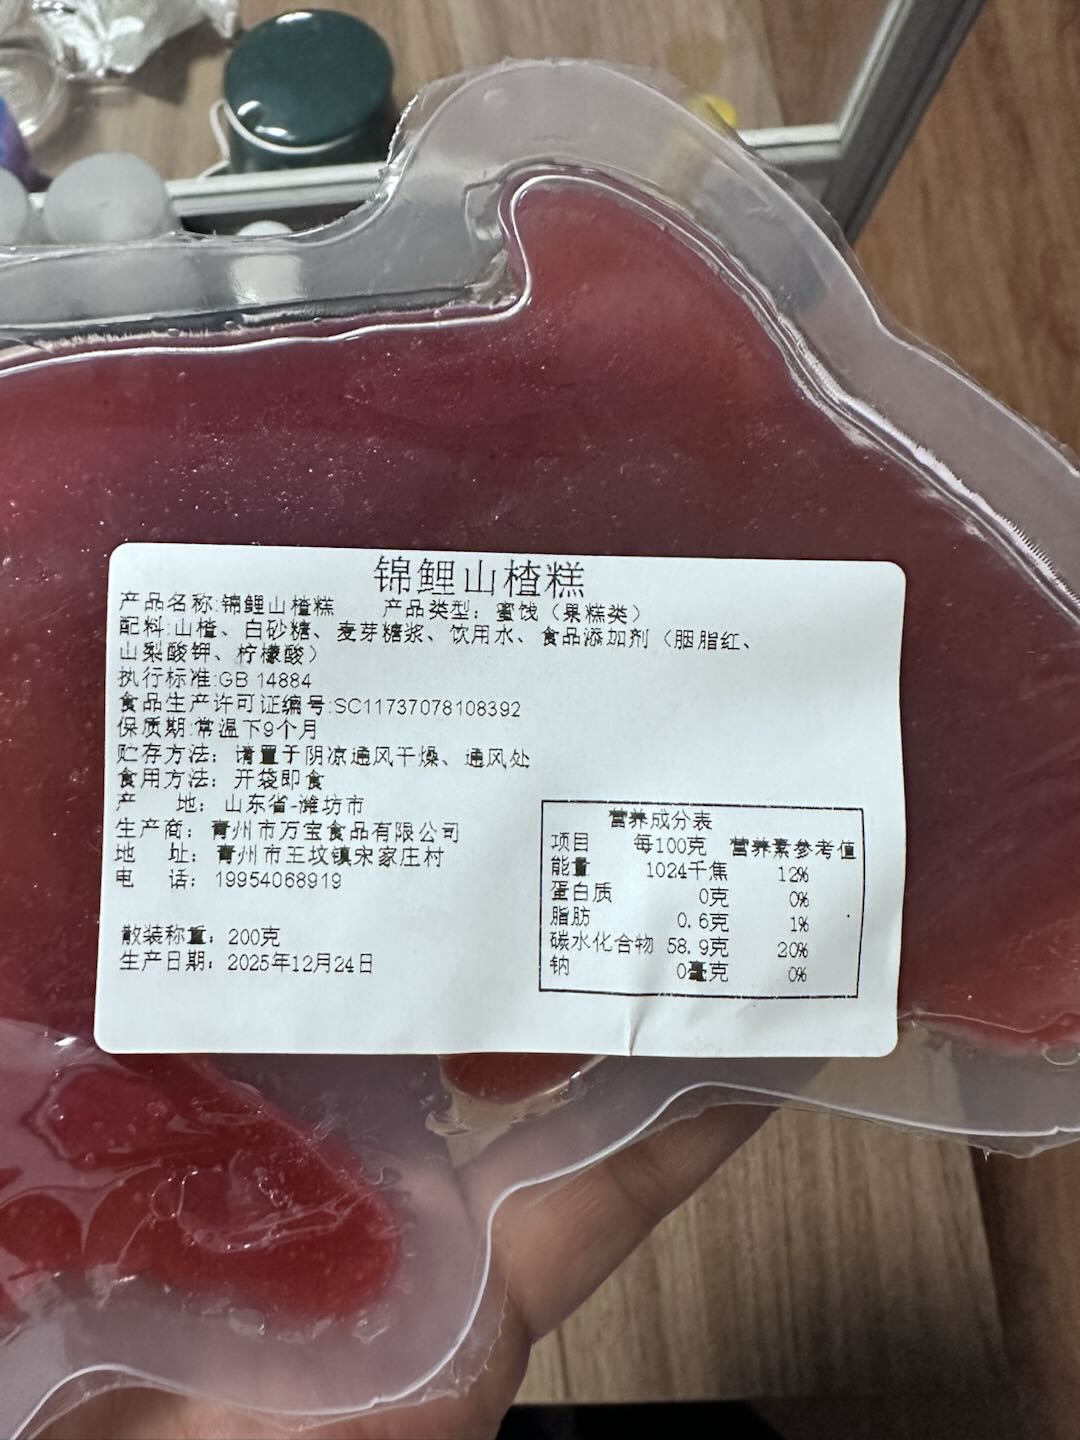 锦鲤山楂糕
产品名称:锦鲤山楂糕 产品类型：蜜饯（果糕类）
配料:山楂、白砂糖、麦芽糖浆、饮用水、食品添加剂（胭脂红、
山梨酸钾、柠檬酸）
执行标准:GB 14884
食品生产许可证编号:SC11737078108392
保质期:常温下9个月
贮存方法：请置于阴凉通风干燥、通风处
食用方法：开袋即食
产 地：山东省-潍坊市
生产商：青州市万宝食品有限公司
地 址：青州市王坟镇宋家庄村
电 话：19954068919
散装称重：200克
生产日期：2025年12月24日
营养成分表
项目 每100克 营养素参考值
能量 1024千焦 12%
蛋白质 0克 0%
脂肪 0.6克 1%
碳水化合物 58.9克 20%
钠 0毫克 0%